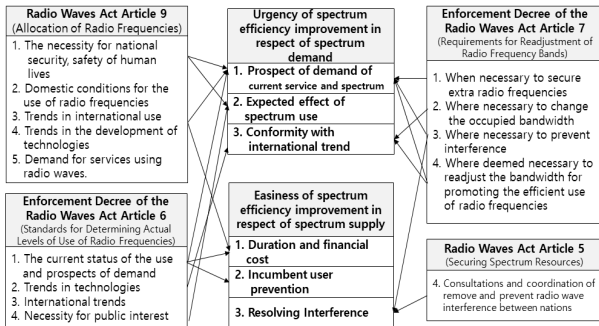 Radio Waves Act Article 9
(Allocation of Radio Frequencies)
1. The necessity for national
security, safety of human
lives
2. Domestic conditions for the
use of radio frequencies
3. Trends in international use
4. Trends in the development of
technologies
5. Demand for services using
radio waves.
Enforcement Decree of the
Radio Waves Act Article 6
(Standards for Determining Actual
Levels of Use of Radio Frequencies)
1. The current status of the use
and prospects of demand
2. Trends in technologies
3. International trends
4. Necessity for public interest
Urgency of spectrum
efficiency improvement in
respect of spectrum
demand
1. Prospect of demand of
current service and spectrum
2. Expected effect of
spectrum use
3. Conformity with
international trend
Easiness of spectrum
efficiency improvement in
respect of spectrum supply
1. Duration and financial
cost
2. Incumbent user
prevention
3. Resolving Interference
Enforcement Decree of the
Radio Waves Act Article 7
(Requirements for Readjustment of
Radio Frequency Bands)
1. When necessary to secure
extra radio frequencies
2. Where necessary to change
the occupied bandwidth
3. Where necessary to prevent
interference
4. Where deemed necessary to
readjust the bandwidth for
promoting the efficient use
of radio frequencies
Radio Waves Act Article 5
(Securing Spectrum Resources)
4. Consultations and coordination of
remove and prevent radio wave
interference between nations